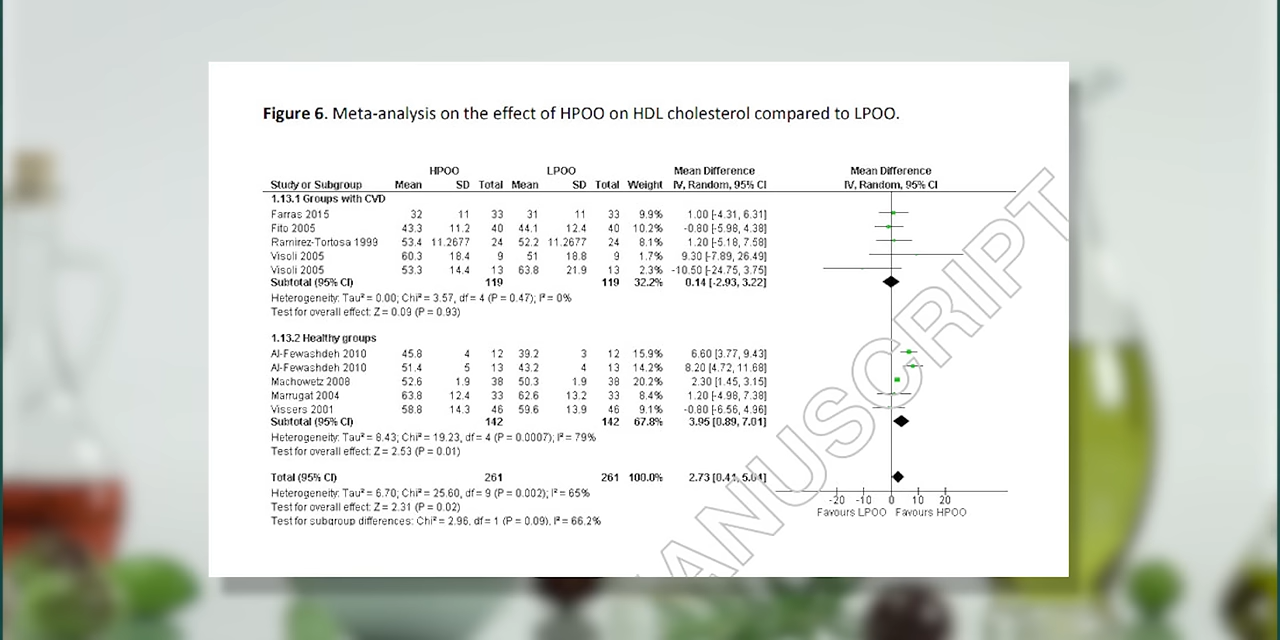 Figure 6. Meta-analysis on the effect of HPOO on HDL cholesterol compared to LPOO.
HPOO LPOO Mean Difference Mean Difference
Study or Subgroup Mean SD Total Mean SD Total Weight IV, Random, 95% CI IV, Random, 95% CI
1.13.1 Groups with CVD
Farras 2015 32 11 33 31 11 33 9.9% 1.00 [-4.31, 6.31]
Fito 2005 43.3 11.2 40 44.1 12.4 40 10.2% -0.80 [-5.98, 4.38]
Ramirez-Tortosa 1999 53.4 11.2677 24 52.2 11.2677 24 8.1% 1.20 [-5.18, 7.58]
Visoli 2005 60.3 18.4 9 51 18.8 9 1.7% 9.30 [-7.89, 26.49]
Visoli 2005 53.3 14.4 13 63.8 21.9 13 2.3% -10.50 [-24.75, 3.75]
Subtotal (95% CI) 119 119 32.2% 0.14 [-2.93, 3.22]
Heterogeneity: Tau² = 0.00; Chi² = 3.57, df = 4 (P = 0.47); I² = 0%
Test for overall effect: Z = 0.09 (P = 0.93)
1.13.2 Healthy groups
Al-Fewashdeh 2010 45.8 4 12 39.2 3 12 15.9% 6.60 [3.77, 9.43]
Al-Fewashdeh 2010 51.4 5 13 43.2 4 13 14.2% 8.20 [4.72, 11.68]
Machowetz 2008 52.6 1.9 38 50.3 1.9 38 20.2% 2.30 [1.45, 3.15]
Marrugat 2004 63.8 12.4 33 62.6 13.2 33 8.4% 1.20 [-4.98, 7.38]
Vissers 2001 58.8 14.3 46 59.6 13.9 46 9.1% -0.80 [-6.56, 4.96]
Subtotal (95% CI) 142 142 67.8% 3.95 [0.89, 7.01]
Heterogeneity: Tau² = 8.43; Chi² = 19.23, df = 4 (P = 0.0007); I² = 79%
Test for overall effect: Z = 2.53 (P = 0.01)
Total (95% CI) 261 261 100.0% 2.73 [0.41, 5.04]
Heterogeneity: Tau² = 6.70; Chi² = 25.60, df = 9 (P = 0.002); I² = 65%
Test for overall effect: Z = 2.31 (P = 0.02)
Test for subgroup differences: Chi² = 2.96, df = 1 (P = 0.09), I² = 66.2%
-20 -10 0 10 20
Favours LPOO Favours HPOO
ANUSCRIPT